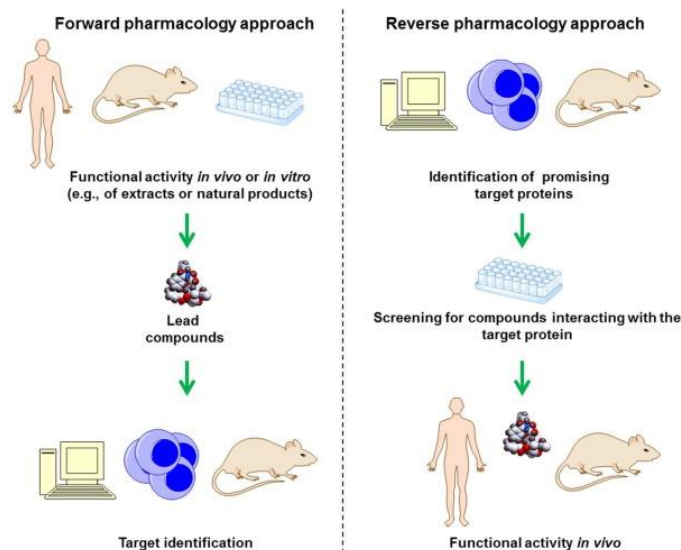 Forward pharmacology approach
Functional activity in vivo or in vitro
(e.g., of extracts or natural products)
Lead
compounds
Target identification
Reverse pharmacology approach
Identification of promising
target proteins
Screening for compounds interacting with the
target protein
Functional activity in vivo